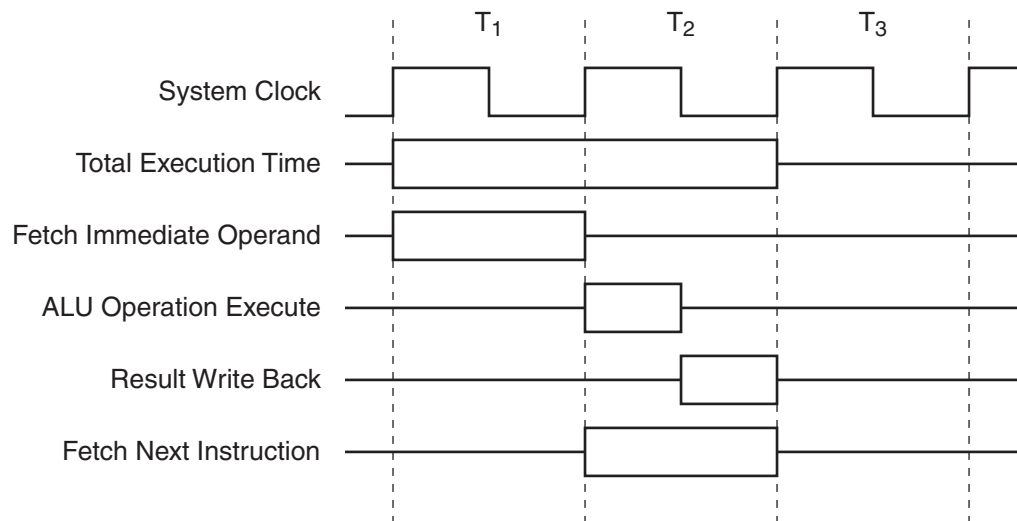 T1 T2 T3
System Clock
Total Execution Time
Fetch Immediate Operand
ALU Operation Execute
Result Write Back
Fetch Next Instruction